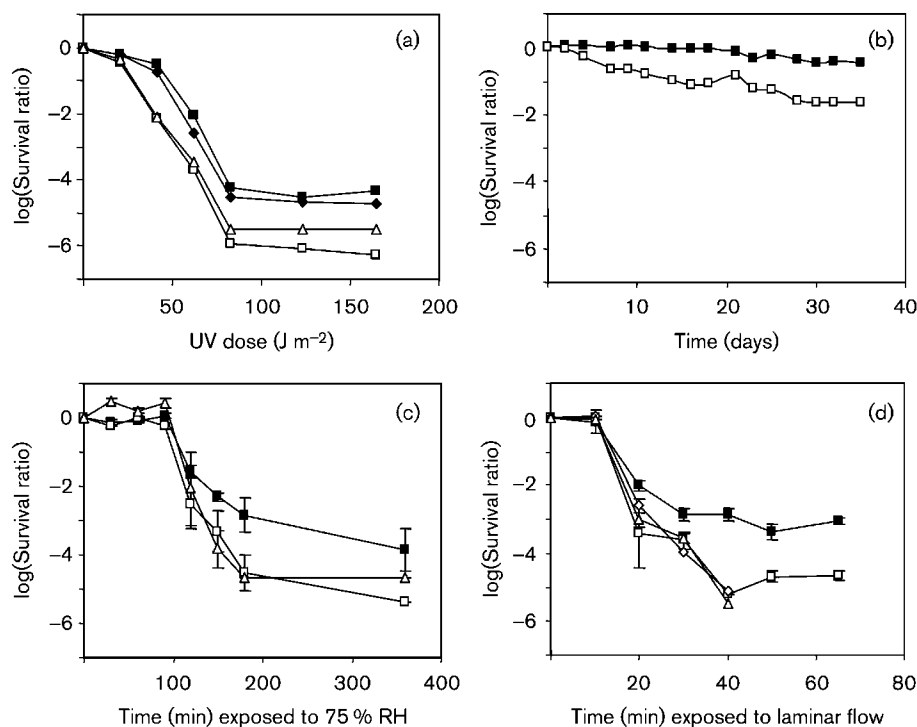 (a)
log(Survival ratio)
0
−2
−4
−6
50
100
150
200
UV dose (J m−2)
(b)
log(Survival ratio)
0
−2
−4
−6
10
20
30
40
Time (days)
(c)
log(Survival ratio)
0
−2
−4
−6
100
200
300
400
Time (min) exposed to 75 % RH
(d)
log(Survival ratio)
0
−2
−4
−6
20
40
60
80
Time (min) exposed to laminar flow